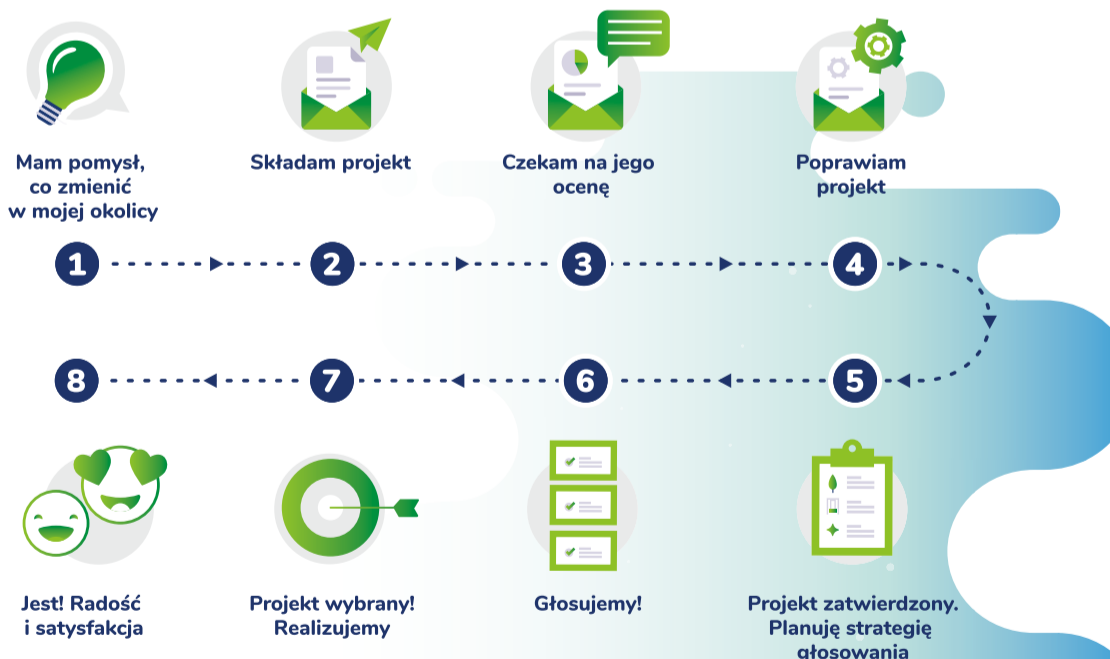 Mam pomysł,
co zmienić
w mojej okolicy
Składam projekt
Czekam na jego
ocenę
Poprawiam
projekt
1
2
3
4
8
7
6
5
Jest! Radość
i satysfakcja
Projekt wybrany!
Realizujemy
Głosujemy!
Projekt zatwierdzony.
Planuję strategię
głosowania